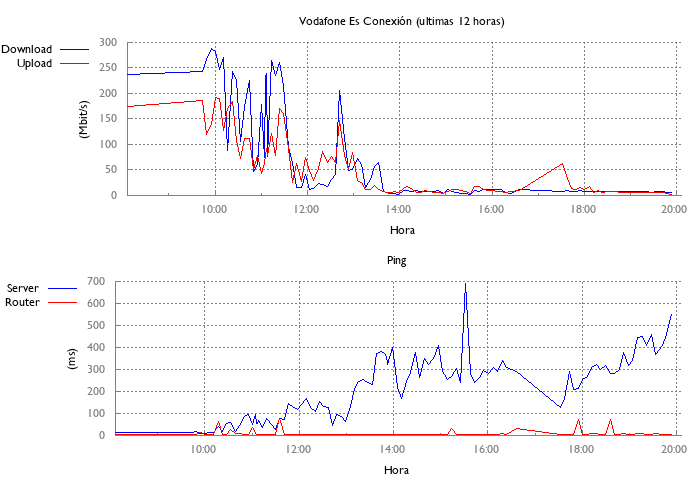 Vodafone Es Conexión (ultimas 12 horas)
Download
Upload
(Mbit/s)
300
250
200
150
100
50
0
10:00 12:00 14:00 16:00 18:00 20:00
Hora
Ping
Server
Router
(ms)
700
600
500
400
300
200
100
0
10:00 12:00 14:00 16:00 18:00 20:00
Hora